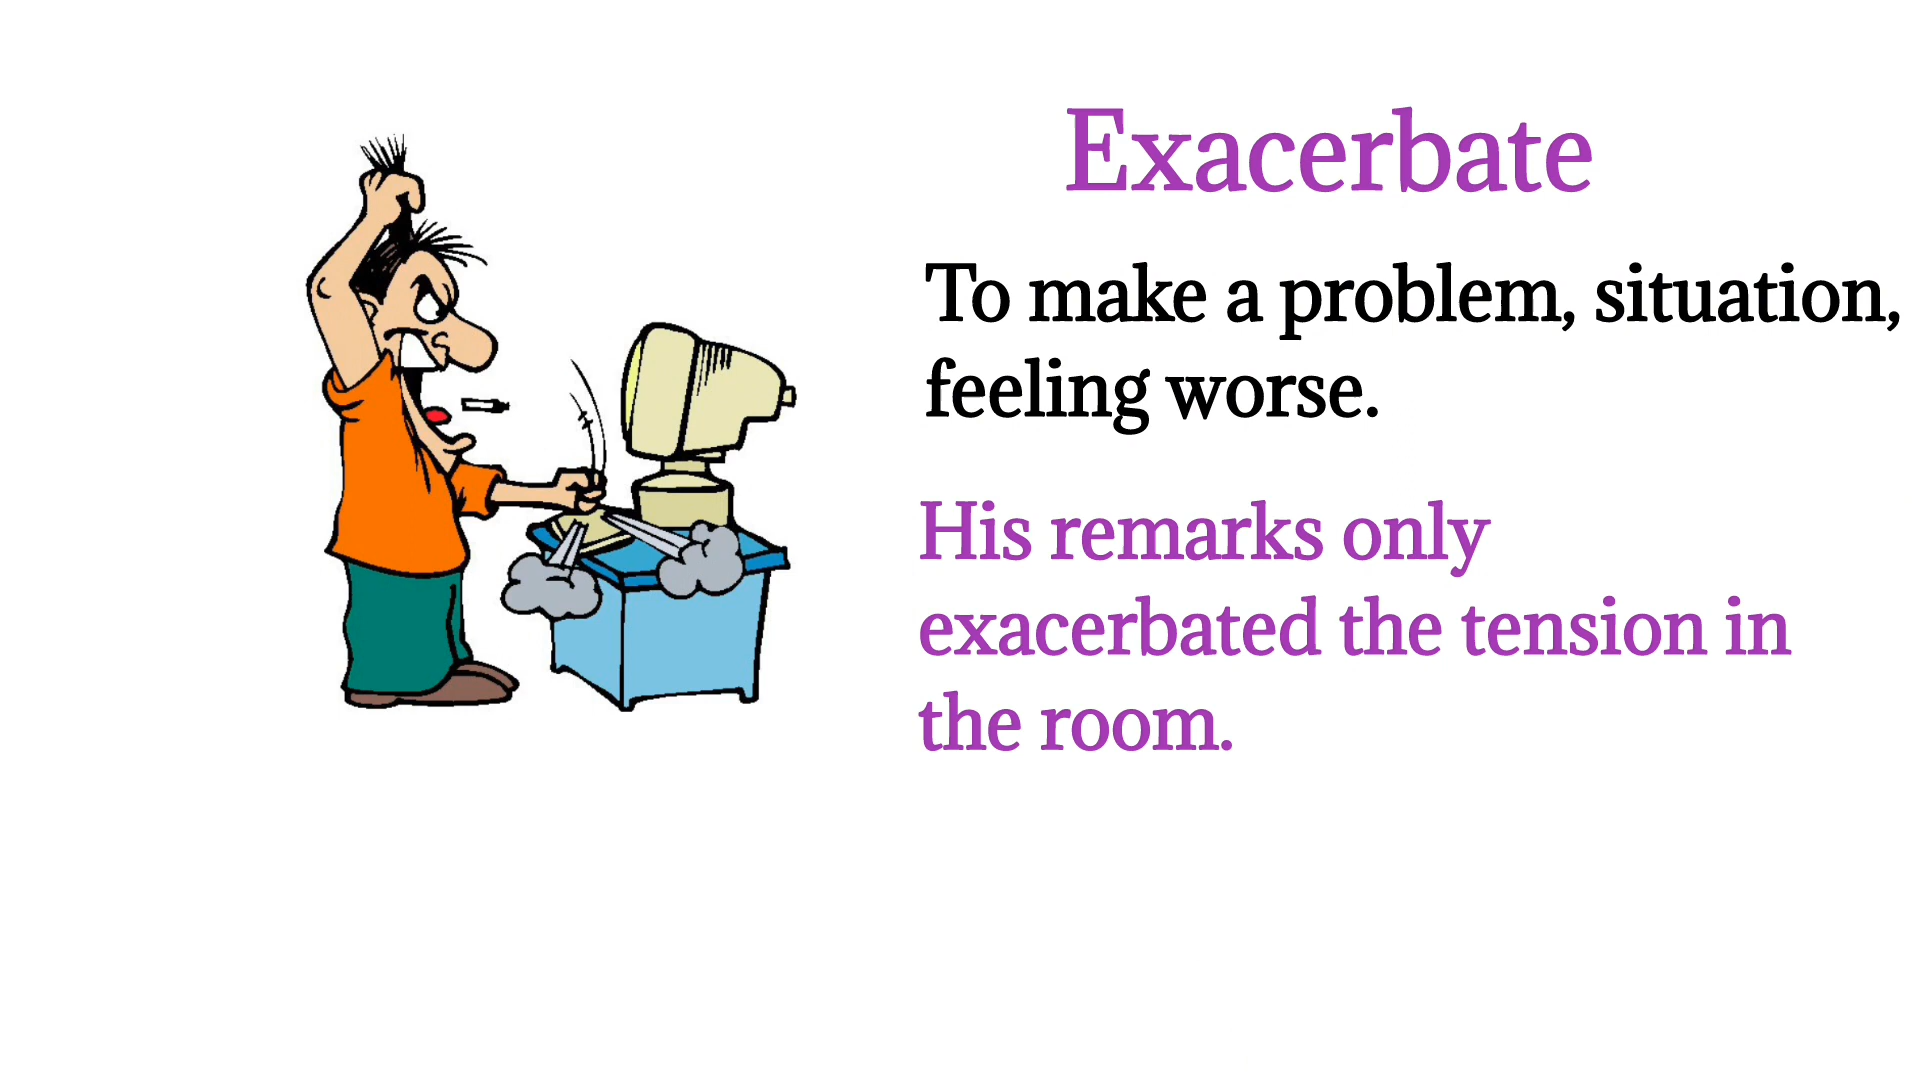 Exacerbate
To make a problem, situation,
feeling worse.
His remarks only
exacerbated the tension in
the room.